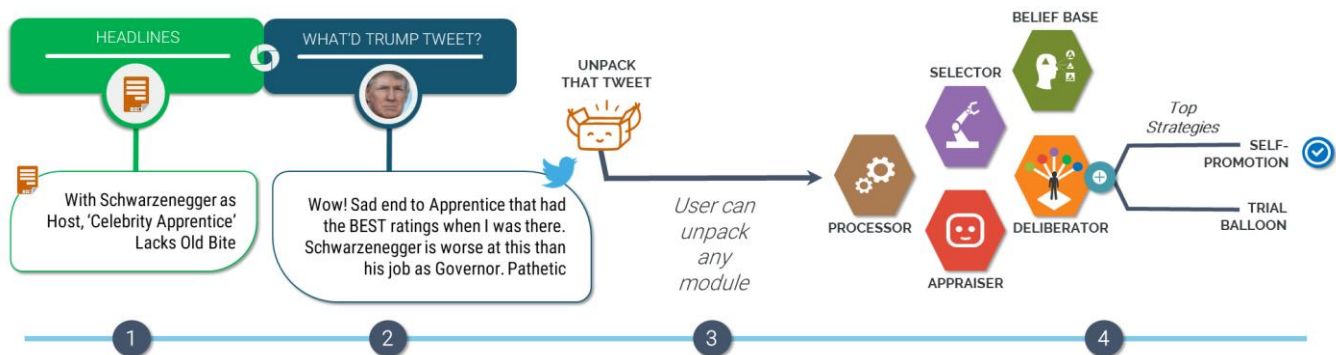 HEADLINES
WHAT'D TRUMP TWEET?
With Schwarzenegger as
Host, 'Celebrity Apprentice'
Lacks Old Bite
Wow! Sad end to Apprentice that had
the BEST ratings when I was there.
Schwarzenegger is worse at this than
his job as Governor. Pathetic
UNPACK
THAT TWEET
User can
unpack
any
module
BELIEF BASE
SELECTOR
PROCESSOR
APPRAISER
DELIBERATOR
Top
Strategies
SELF-
PROMOTION
TRIAL
BALLOON
1
2
3
4